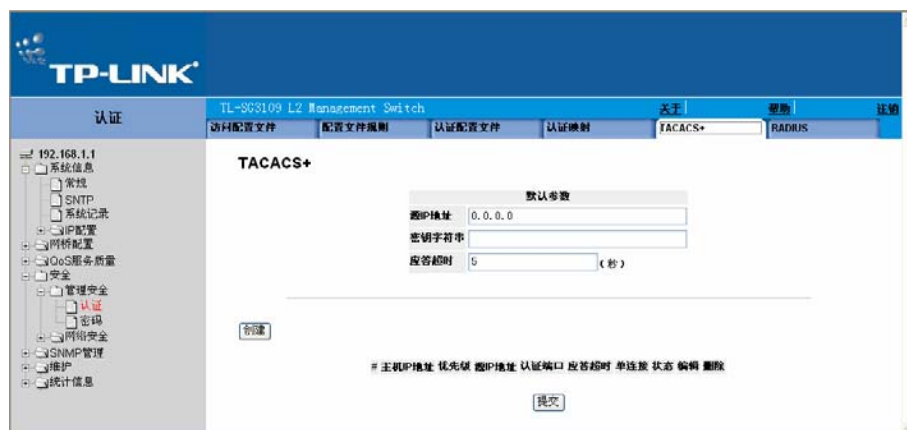 TP-LINK
认证
TL-SG3109 L2 Management Switch
关于
帮助
注销
访问配置文件
配置文件规则
认证配置文件
认证映射
TACACS+
RADIUS
192.168.1.1
系统信息
常规
SNTP
系统记录
IP配置
网桥配置
QoS服务质量
安全
管理安全
认证
密码
网络安全
SNMP管理
维护
统计信息
TACACS+
默认参数
源IP地址 0.0.0.0
密钥字符串
应答超时 5 (秒)
创建
# 主机IP地址 优先级 源IP地址 认证端口 应答超时 单连接 状态 编辑 删除
提交